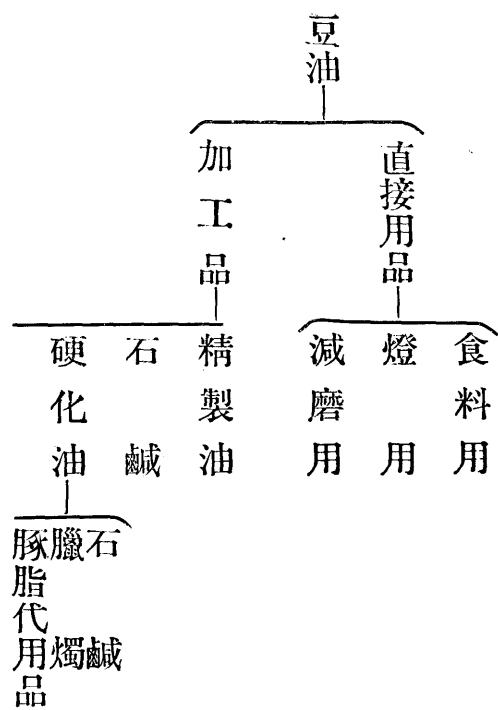 豆油
直接用品
食料用
燈用
減磨用
加工品
精製油
石鹹
硬化油
石鹹
臘燭
豚脂代用品